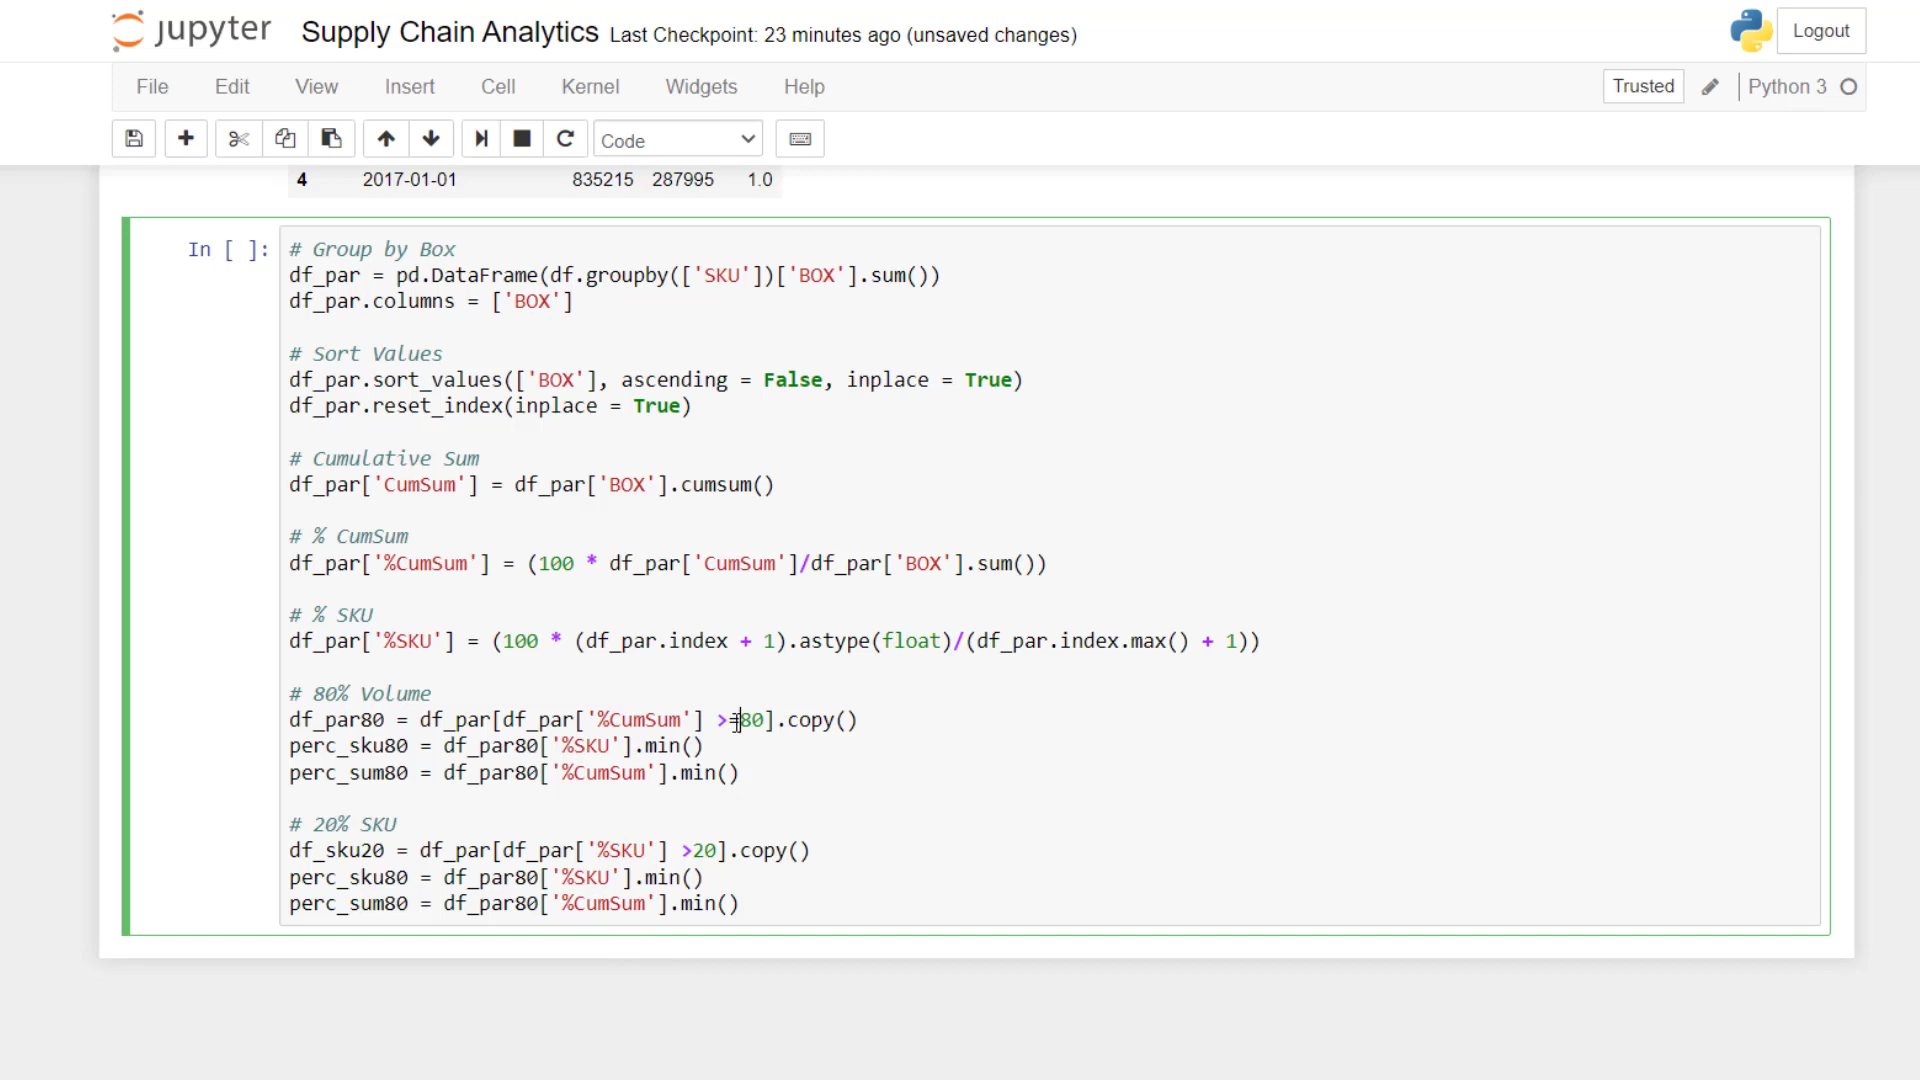 jupyter Supply Chain Analytics Last Checkpoint: 23 minutes ago (unsaved changes) Logout
File Edit View Insert Cell Kernel Widgets Help Trusted Python 3
Code
4 2017-01-01 835215 287995 1.0
In [ ]: # Group by Box
df_par = pd.DataFrame(df.groupby(['SKU'])['BOX'].sum())
df_par.columns = ['BOX']
# Sort Values
df_par.sort_values(['BOX'], ascending = False, inplace = True)
df_par.reset_index(inplace = True)
# Cumulative Sum
df_par['CumSum'] = df_par['BOX'].cumsum()
# % CumSum
df_par['%CumSum'] = (100 * df_par['CumSum']/df_par['BOX'].sum())
# % SKU
df_par['%SKU'] = (100 * (df_par.index + 1).astype(float)/(df_par.index.max() + 1))
# 80% Volume
df_par80 = df_par[df_par['%CumSum'] >=80].copy()
perc_sku80 = df_par80['%SKU'].min()
perc_sum80 = df_par80['%CumSum'].min()
# 20% SKU
df_sku20 = df_par[df_par['%SKU'] >20].copy()
perc_sku80 = df_par80['%SKU'].min()
perc_sum80 = df_par80['%CumSum'].min()